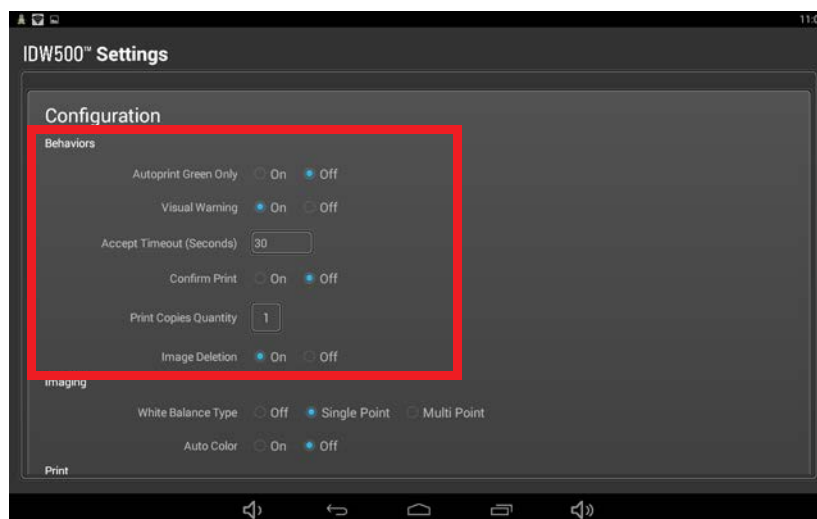 IDW500™ Settings
Configuration
Behaviors
Autoprint Green Only On Off
Visual Warning On Off
Accept Timeout (Seconds) 30
Confirm Print On Off
Print Copies Quantity 1
Image Deletion On Off
Imaging
White Balance Type Off Single Point Multi Point
Auto Color On Off
Print